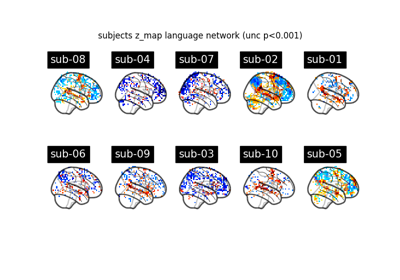 subjects z_map language network (unc p<0.001)
sub-08 sub-04 sub-07 sub-02 sub-01
sub-06 sub-09 sub-03 sub-10 sub-05